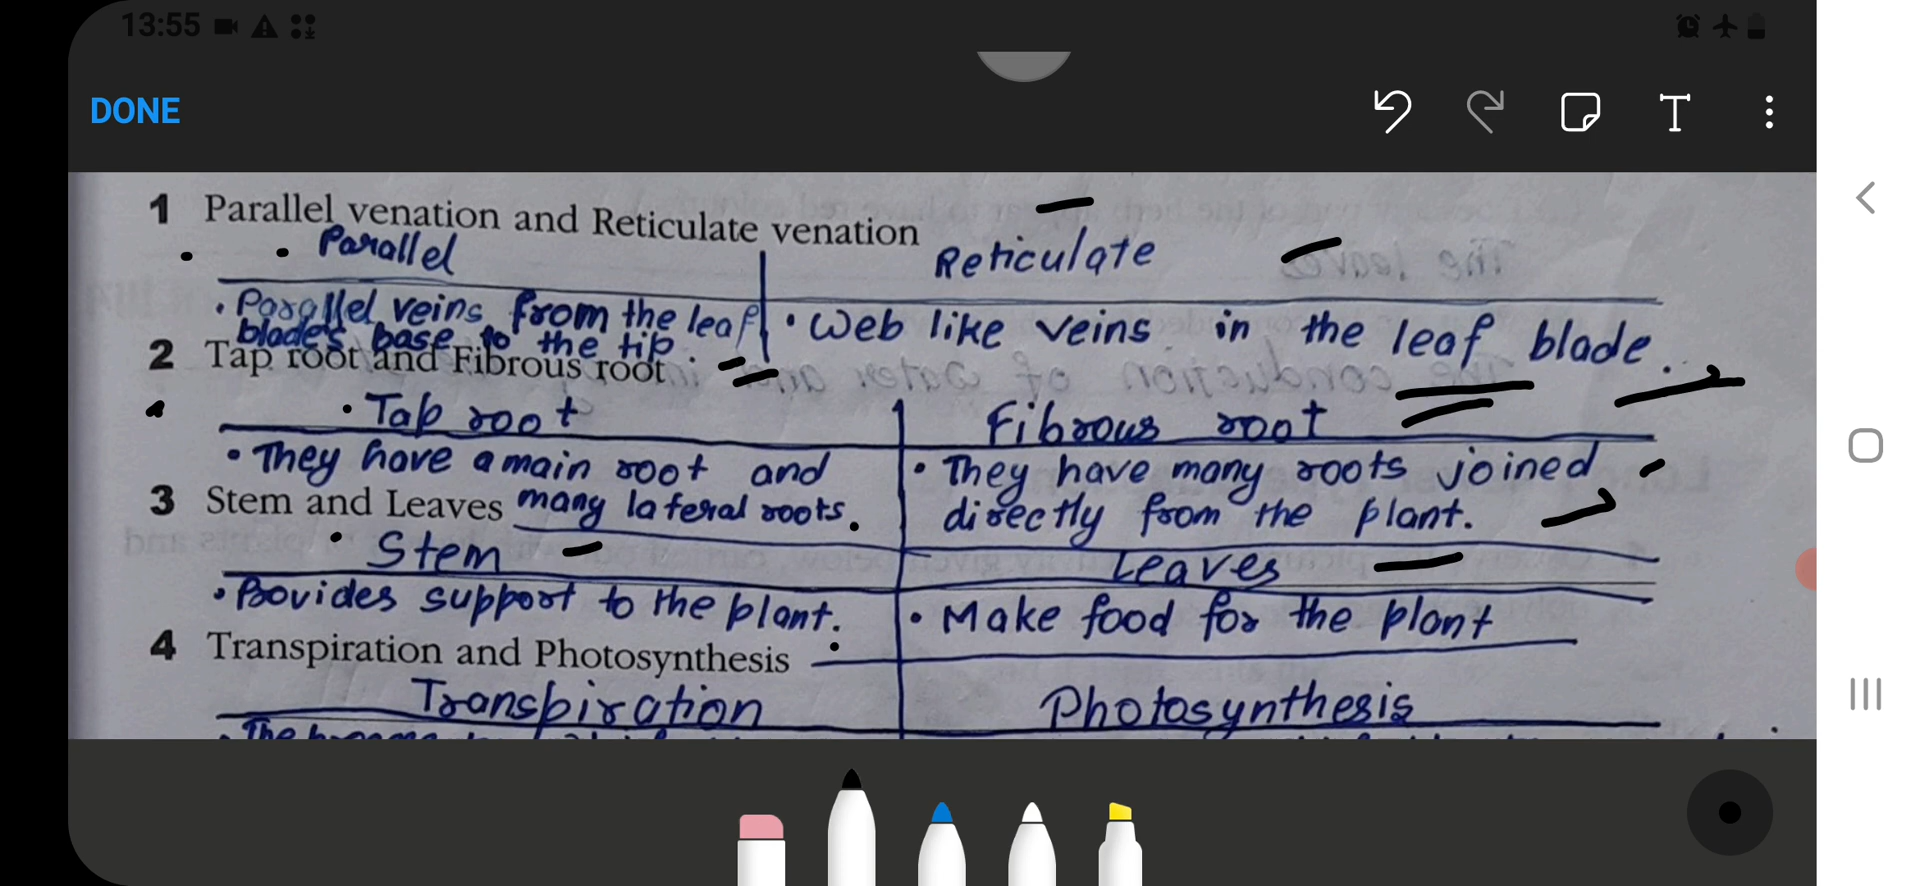 13:55
DONE
T
1 Parallel venation and Reticulate venation
• Parallel
Reticulate
• Parallel veins from the leaf
blade's base to the tip
• Web like veins in the leaf blade.
2 Tap root and Fibrous root
• Tap root
Fibrous root
• They have a main root and
many lateral roots.
• They have many roots joined
directly from the plant.
3 Stem and Leaves
• Stem
Leaves
• Provides support to the plant.
• Make food for the plant
4 Transpiration and Photosynthesis
Transpiration
Photosynthesis
• The